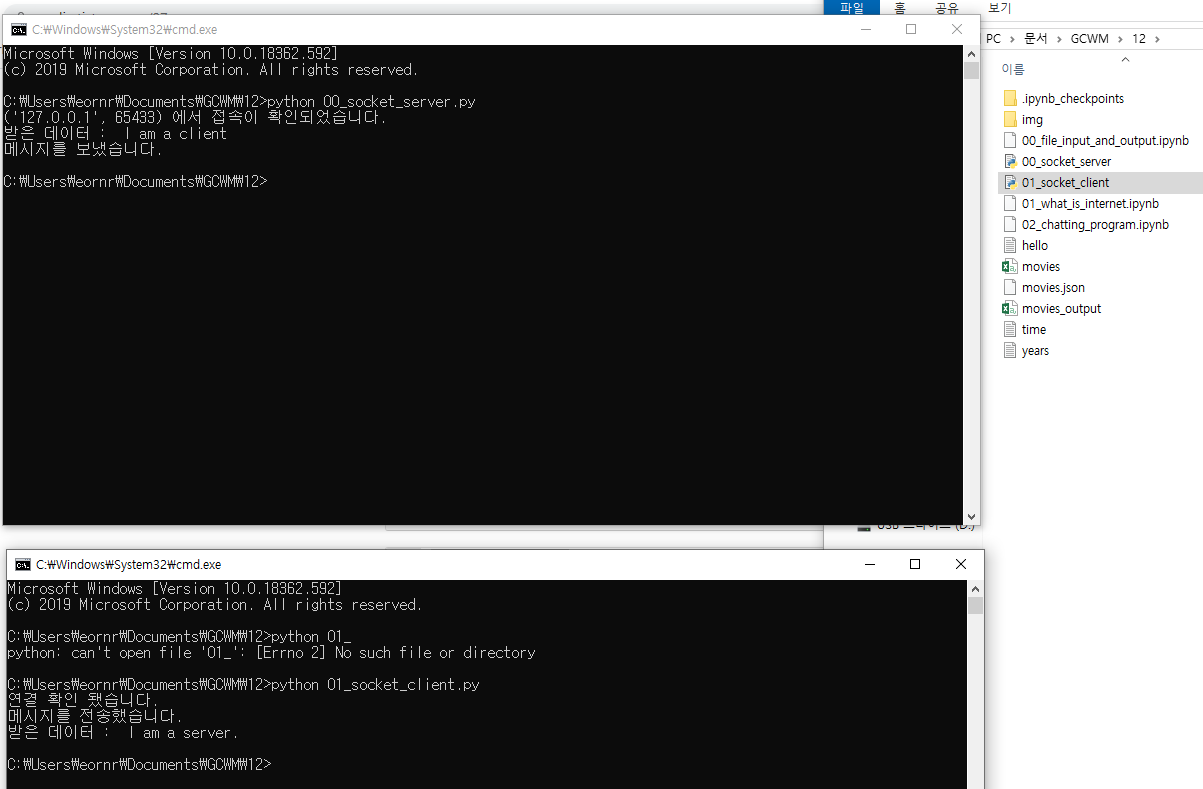 C:\Windows\System32\cmd.exe
Microsoft Windows [Version 10.0.18362.592]
(c) 2019 Microsoft Corporation. All rights reserved.
C:\Users\eornr\Documents\GCWM\12>python 00_socket_server.py
('127.0.0.1', 65433) 에서 접속이 확인되었습니다.
받은 데이터 :  I am a client
메시지를 보냈습니다.
C:\Users\eornr\Documents\GCWM\12>
파일 홈 공유 보기
PC > 문서 > GCWM > 12 >
이름
.ipynb_checkpoints
img
00_file_input_and_output.ipynb
00_socket_server
01_socket_client
01_what_is_internet.ipynb
02_chatting_program.ipynb
hello
movies
movies.json
movies_output
time
years
C:\Windows\System32\cmd.exe
Microsoft Windows [Version 10.0.18362.592]
(c) 2019 Microsoft Corporation. All rights reserved.
C:\Users\eornr\Documents\GCWM\12>python 01_
python: can't open file '01_': [Errno 2] No such file or directory
C:\Users\eornr\Documents\GCWM\12>python 01_socket_client.py
연결 확인 됐습니다.
메시지를 전송했습니다.
받은 데이터 :  I am a server.
C:\Users\eornr\Documents\GCWM\12>